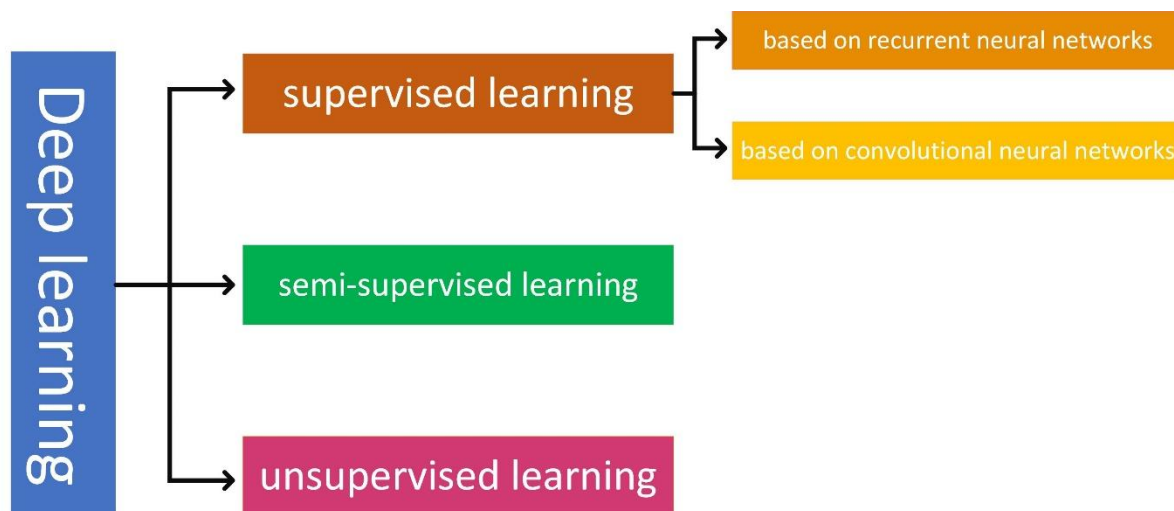 Deep learning
supervised learning
based on recurrent neural networks
based on convolutional neural networks
semi-supervised learning
unsupervised learning